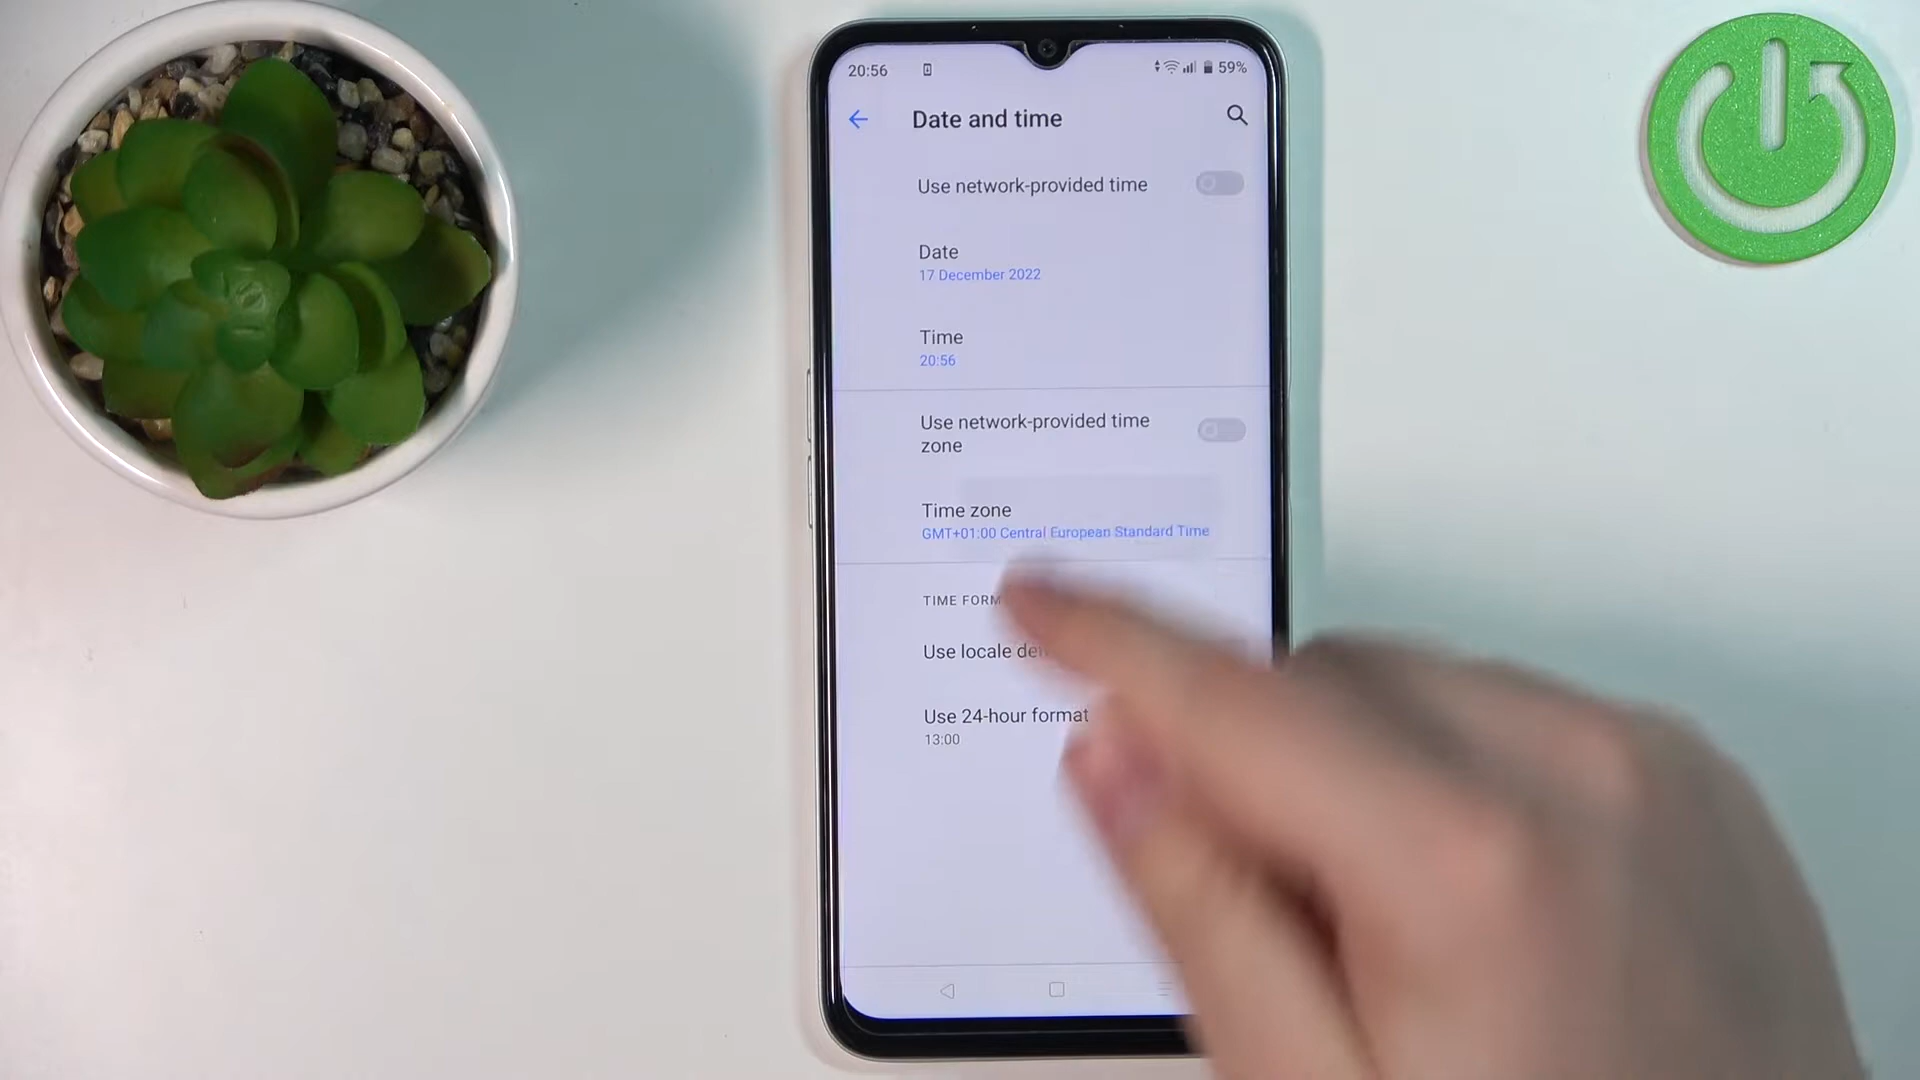 20:56
59%
Date and time
Use network-provided time
Date
17 December 2022
Time
20:56
Use network-provided time
zone
Time zone
GMT+01:00 Central European Standard Time
TIME FORM
Use locale
Use 24-hour format
13:00